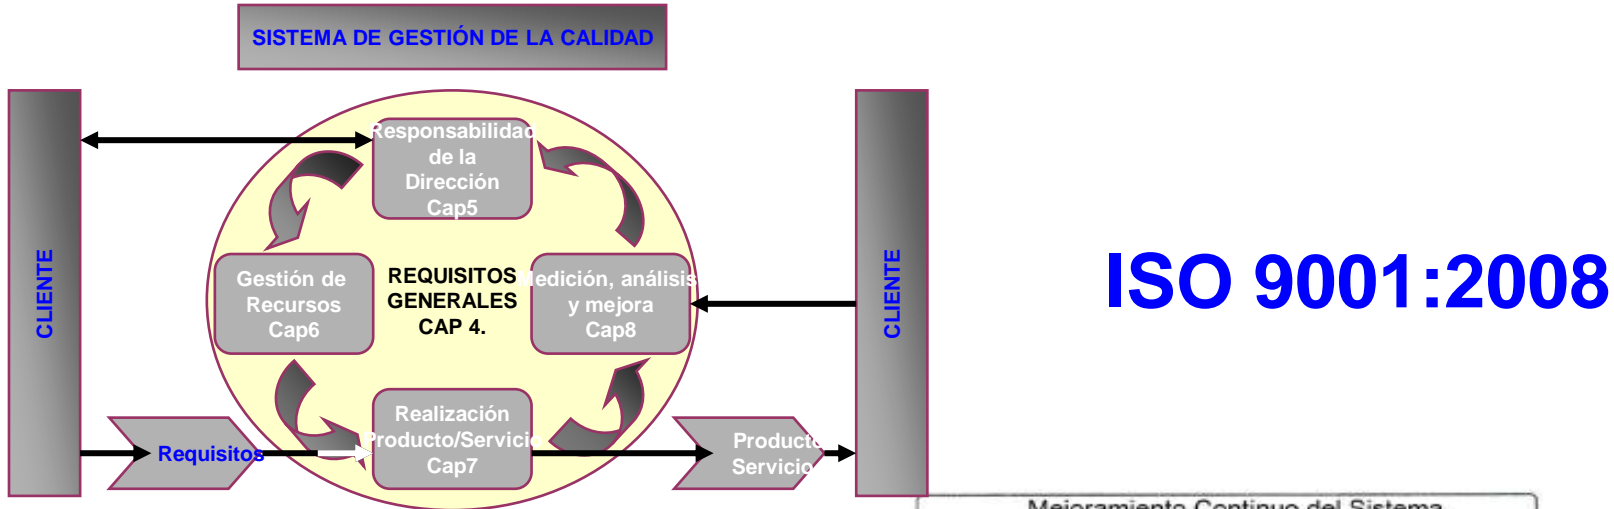 SISTEMA DE GESTIÓN DE LA CALIDAD
CLIENTE
Responsabilidad
de la
Dirección
Cap5
Gestión de
Recursos
Cap6
REQUISITOS
GENERALES
CAP 4.
Medición, análisis
y mejora
Cap8
CLIENTE
ISO 9001:2008
Requisitos
Realización
Producto/Servicio
Cap7
Producto
Servicio
Mejoramiento Continuo del Sistema